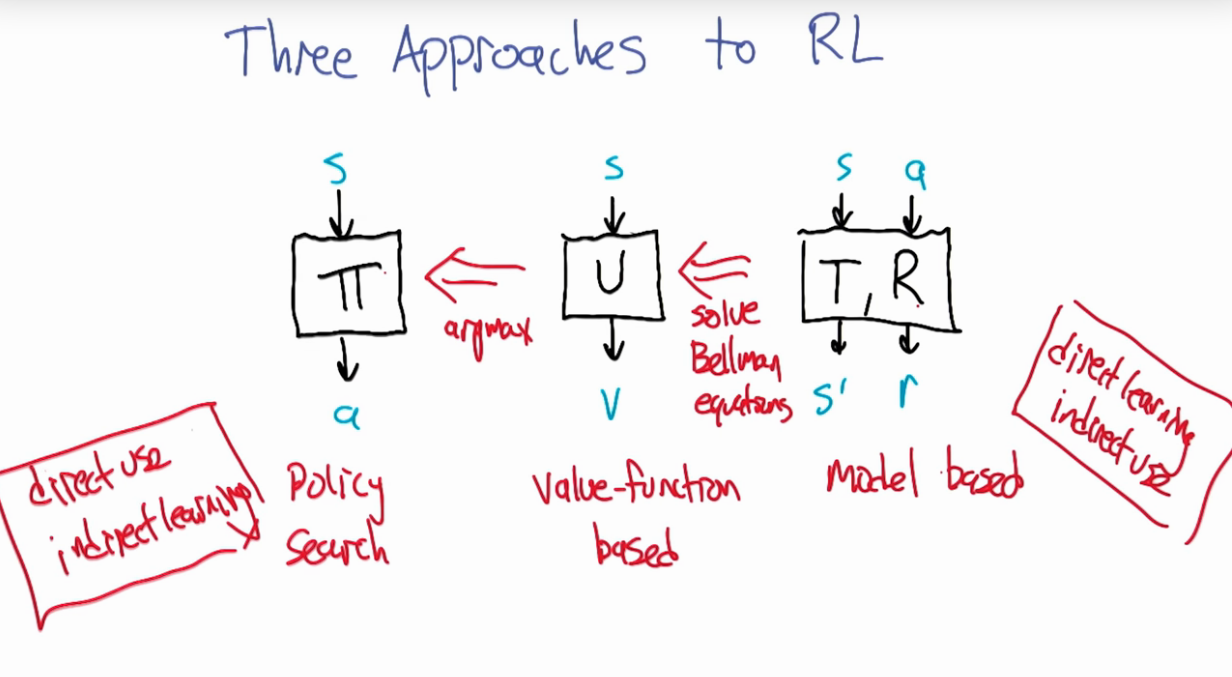 Three Approaches to RL
s
s
s a
π
U
T, R
argmax
solve
Bellman
equations
a
v
s' r
direct use
indirect learning
Policy
Search
value-function
based
model based
direct learning
indirect use